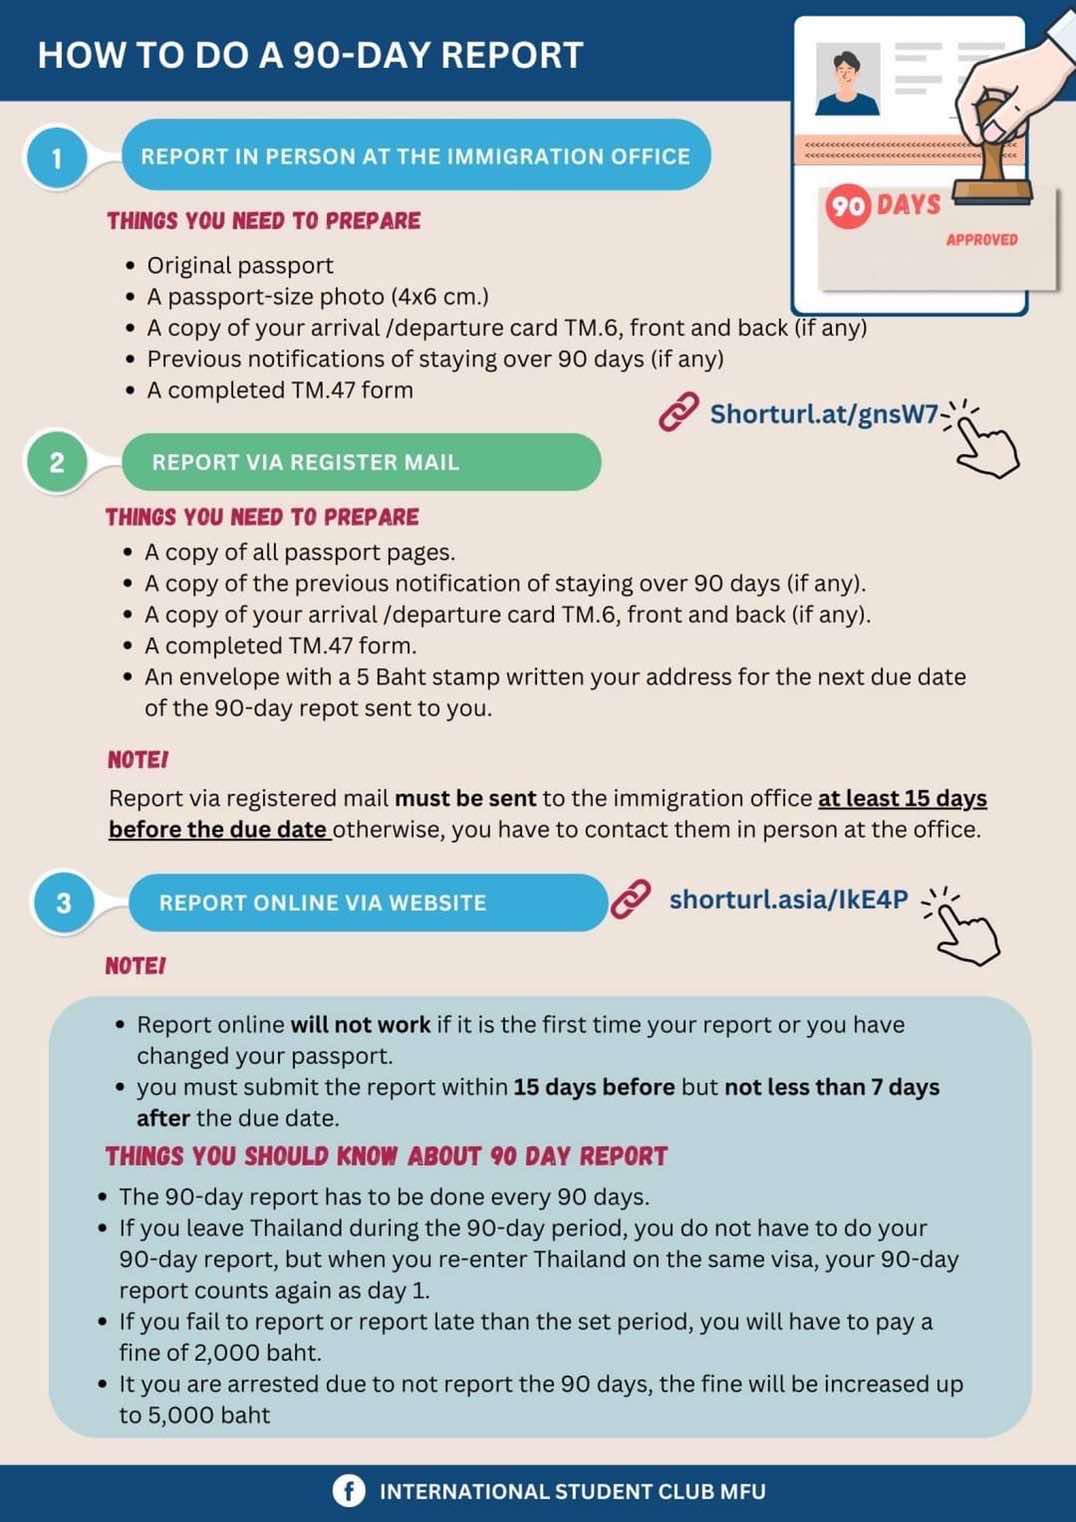 HOW TO DO A 90-DAY REPORT
90 DAYS
APPROVED
1
REPORT IN PERSON AT THE IMMIGRATION OFFICE
THINGS YOU NEED TO PREPARE
• Original passport
• A passport-size photo (4x6 cm.)
• A copy of your arrival /departure card TM.6, front and back (if any)
• Previous notifications of staying over 90 days (if any)
• A completed TM.47 form
Shorturl.at/gnsW7
2
REPORT VIA REGISTER MAIL
THINGS YOU NEED TO PREPARE
• A copy of all passport pages.
• A copy of the previous notification of staying over 90 days (if any).
• A copy of your arrival /departure card TM.6, front and back (if any).
• A completed TM.47 form.
• An envelope with a 5 Baht stamp written your address for the next due date
of the 90-day repot sent to you.
NOTE!
Report via registered mail must be sent to the immigration office at least 15 days
before the due date otherwise, you have to contact them in person at the office.
3
REPORT ONLINE VIA WEBSITE
shorturl.asia/IkE4P
NOTE!
• Report online will not work if it is the first time your report or you have
changed your passport.
• you must submit the report within 15 days before but not less than 7 days
after the due date.
THINGS YOU SHOULD KNOW ABOUT 90 DAY REPORT
• The 90-day report has to be done every 90 days.
• If you leave Thailand during the 90-day period, you do not have to do your
90-day report, but when you re-enter Thailand on the same visa, your 90-day
report counts again as day 1.
• If you fail to report or report late than the set period, you will have to pay a
fine of 2,000 baht.
• It you are arrested due to not report the 90 days, the fine will be increased up
to 5,000 baht
INTERNATIONAL STUDENT CLUB MFU